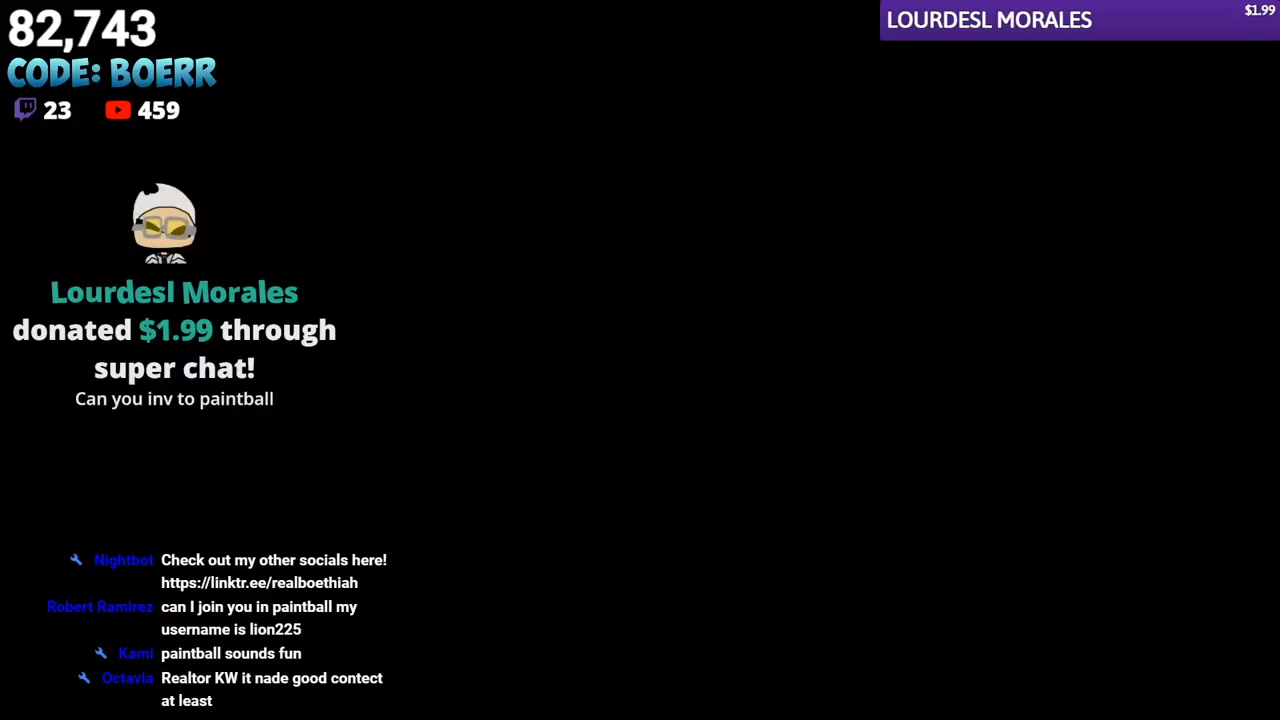 82,743
CODE: BOERR
23 459
LOURDESL MORALES $1.99
Lourdesl Morales
donated $1.99 through
super chat!
Can you inv to paintball
Nightbot Check out my other socials here!
https://linktr.ee/realboethiah
Robert Ramirez can I join you in paintball my
username is lion225
Kami paintball sounds fun
Octavia Realtor KW it nade good contect
at least